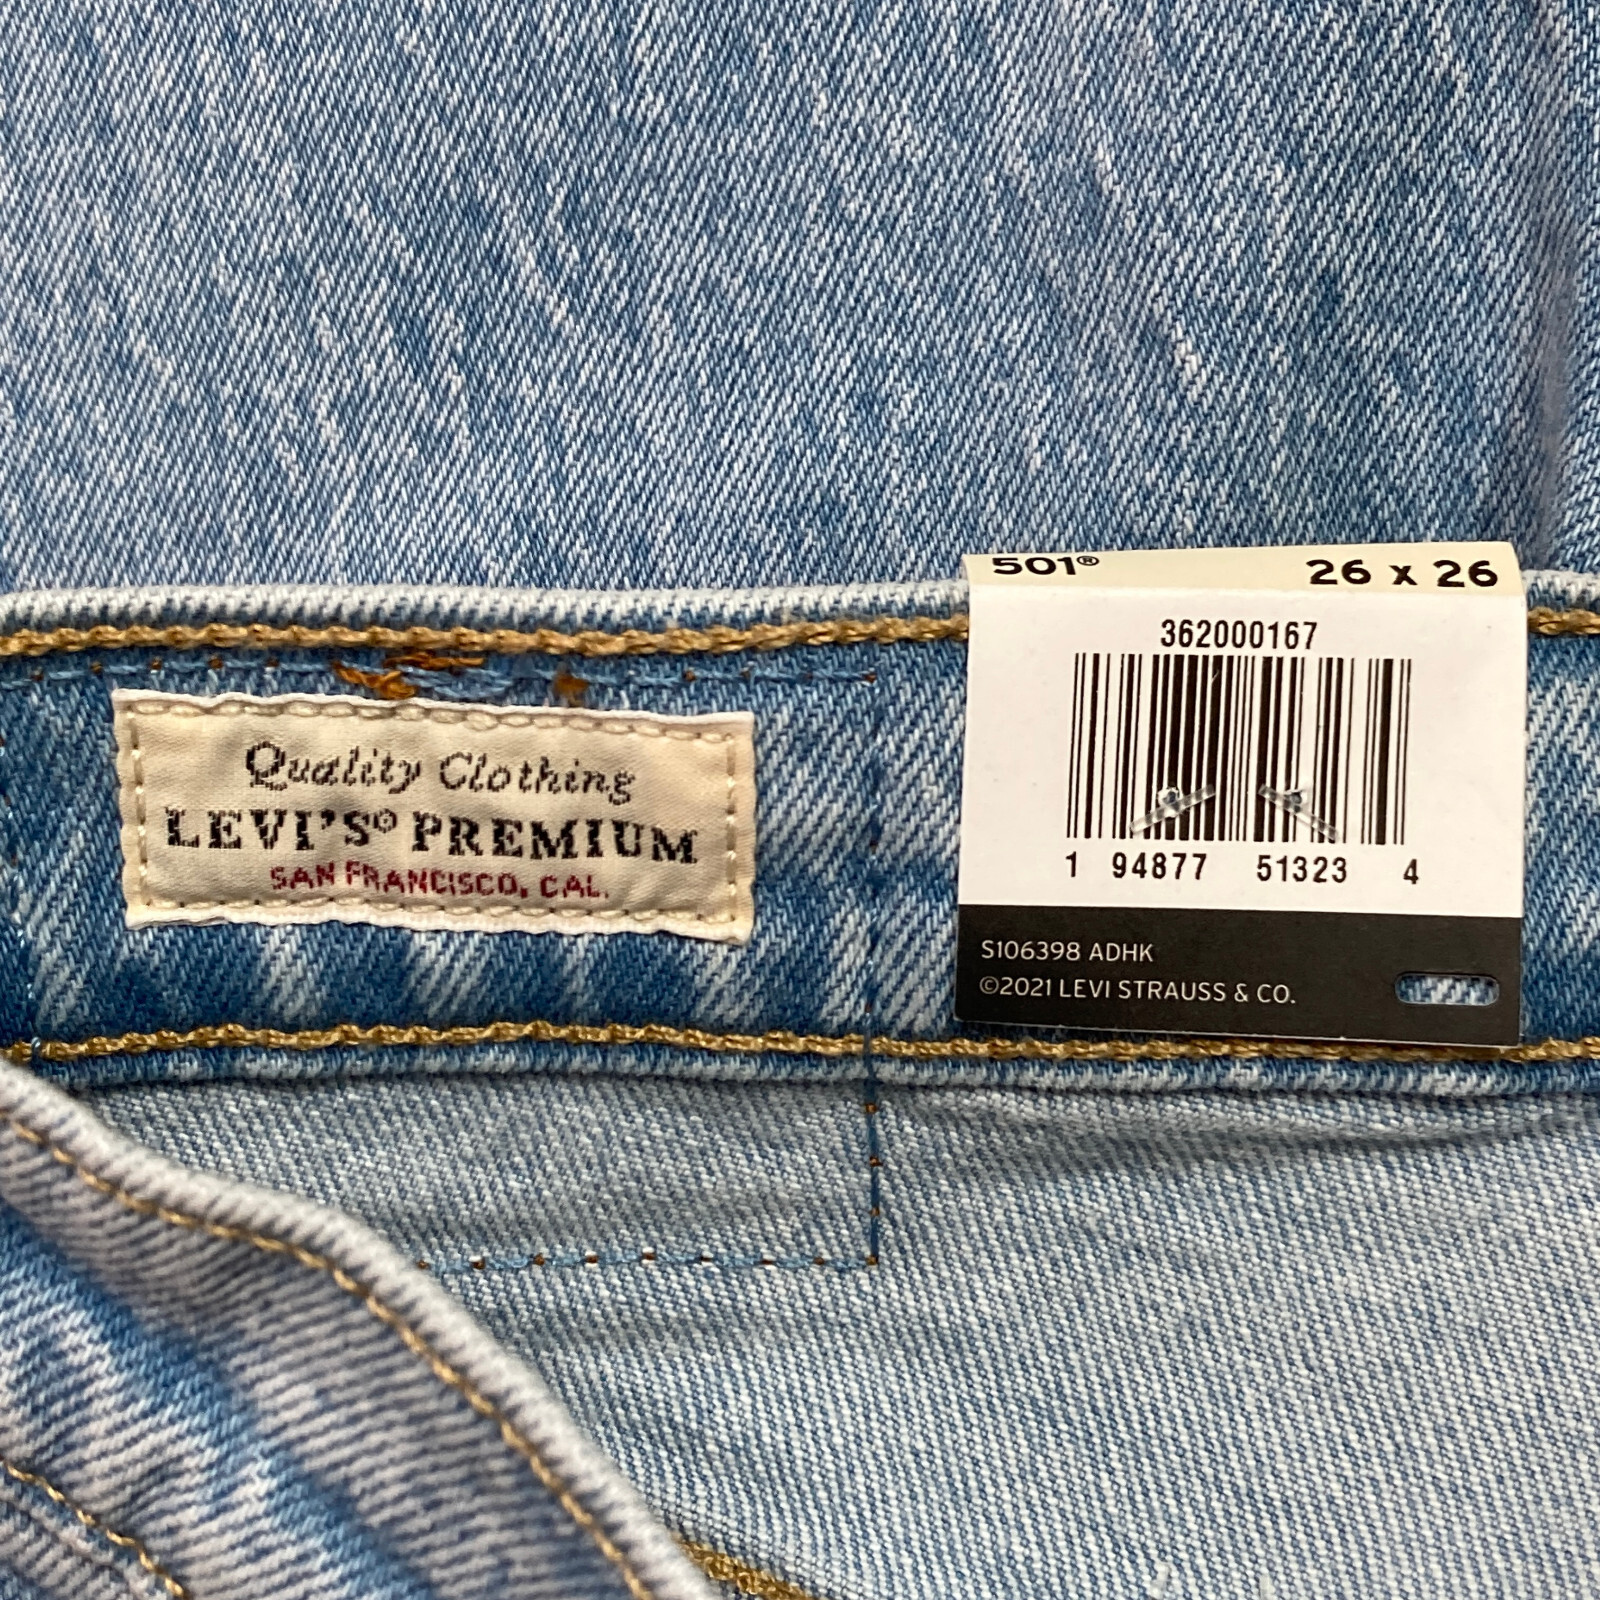 Quality Clothing
LEVI'S® PREMIUM
SAN FRANCISCO, CAL.
501® 26 x 26
362000167
1 94877 51323 4
S106398 ADHK
©2021 LEVI STRAUSS & CO.